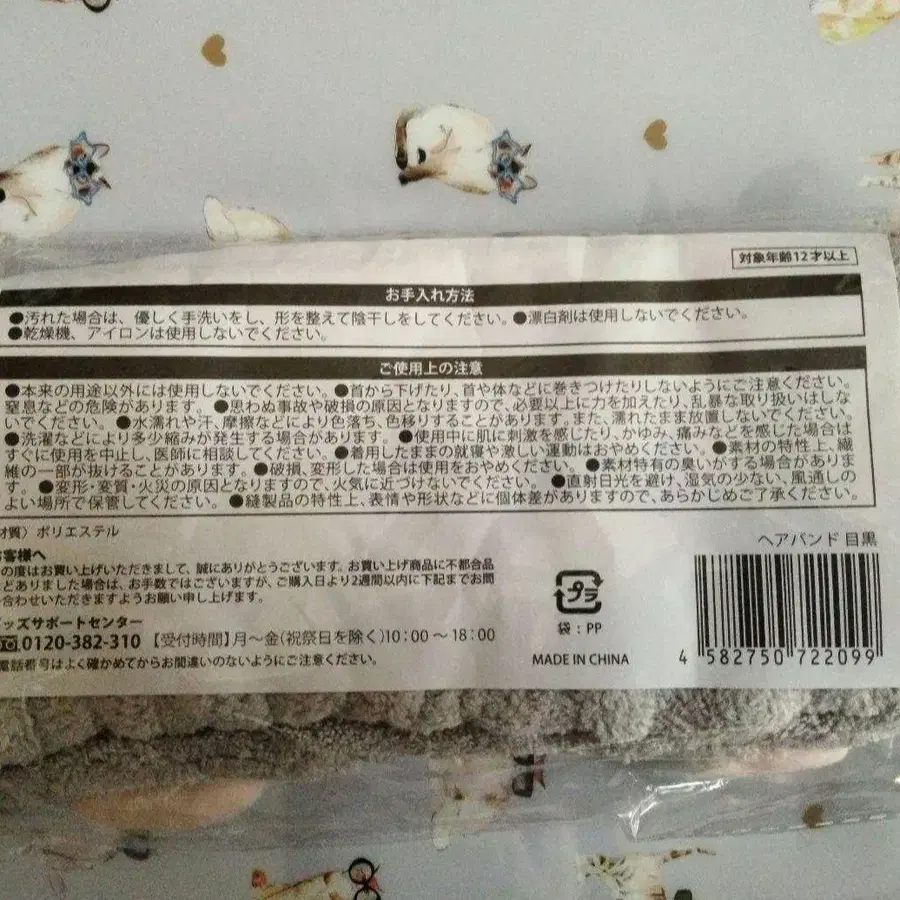 対象年齢12才以上
お手入れ方法
●汚れた場合は、優しく手洗いをし、形を整えて陰干しをしてください。●漂白剤は使用しないでください。
●乾燥機、アイロンは使用しないでください。
ご使用上の注意
●本来の用途以外には使用しないでください。●首から下げたり、首や体などに巻きつけたりしないようにご注意ください。
窒息などの危険があります。●思わぬ事故や破損の原因となりますので、必要以上に力を加えたり、乱暴な取り扱いはしな
いでください。●水濡れや汗、摩擦などにより色落ち、色移りすることがあります。また、濡れたまま放置しないでください。
●洗濯などにより多少縮みが発生する場合があります。●使用中に肌に刺激を感じたり、かゆみ、痛みなどを感じた場合は
すぐに使用を中止し、医師に相談してください。●着用したままの就寝や激しい運動はおやめください。●素材の特性上、繊
維の一部が抜けることがあります。●破損、変形した場合は使用をおやめください。●素材特有の臭いがする場合がありま
す。●変形・変質・火災の原因となりますので、火気に近づけないでください。●直射日光を避け、湿気の少ない、風通しの
よい場所で保管してください。●縫製品の特性上、表情や形状などに個体差がありますので、あらかじめご了承ください。
材質〉ポリエステル
お客様へ
の度はお買い上げいただきまして、誠にありがとうございます。お買い上げ商品に不都合品
どありました場合は、お手数ではございますが、ご購入日より2週間以内に下記までお問
合わせいただきますようお願い申し上げます。
ッズサポートセンター
0120-382-310 【受付時間】月～金(祝祭日を除く)10:00～18:00
電話番号はよく確かめてからお間違いのないようにご注意ください。
プラ
袋：PP
MADE IN CHINA
ヘアバンド 目黒
4 582750 722099